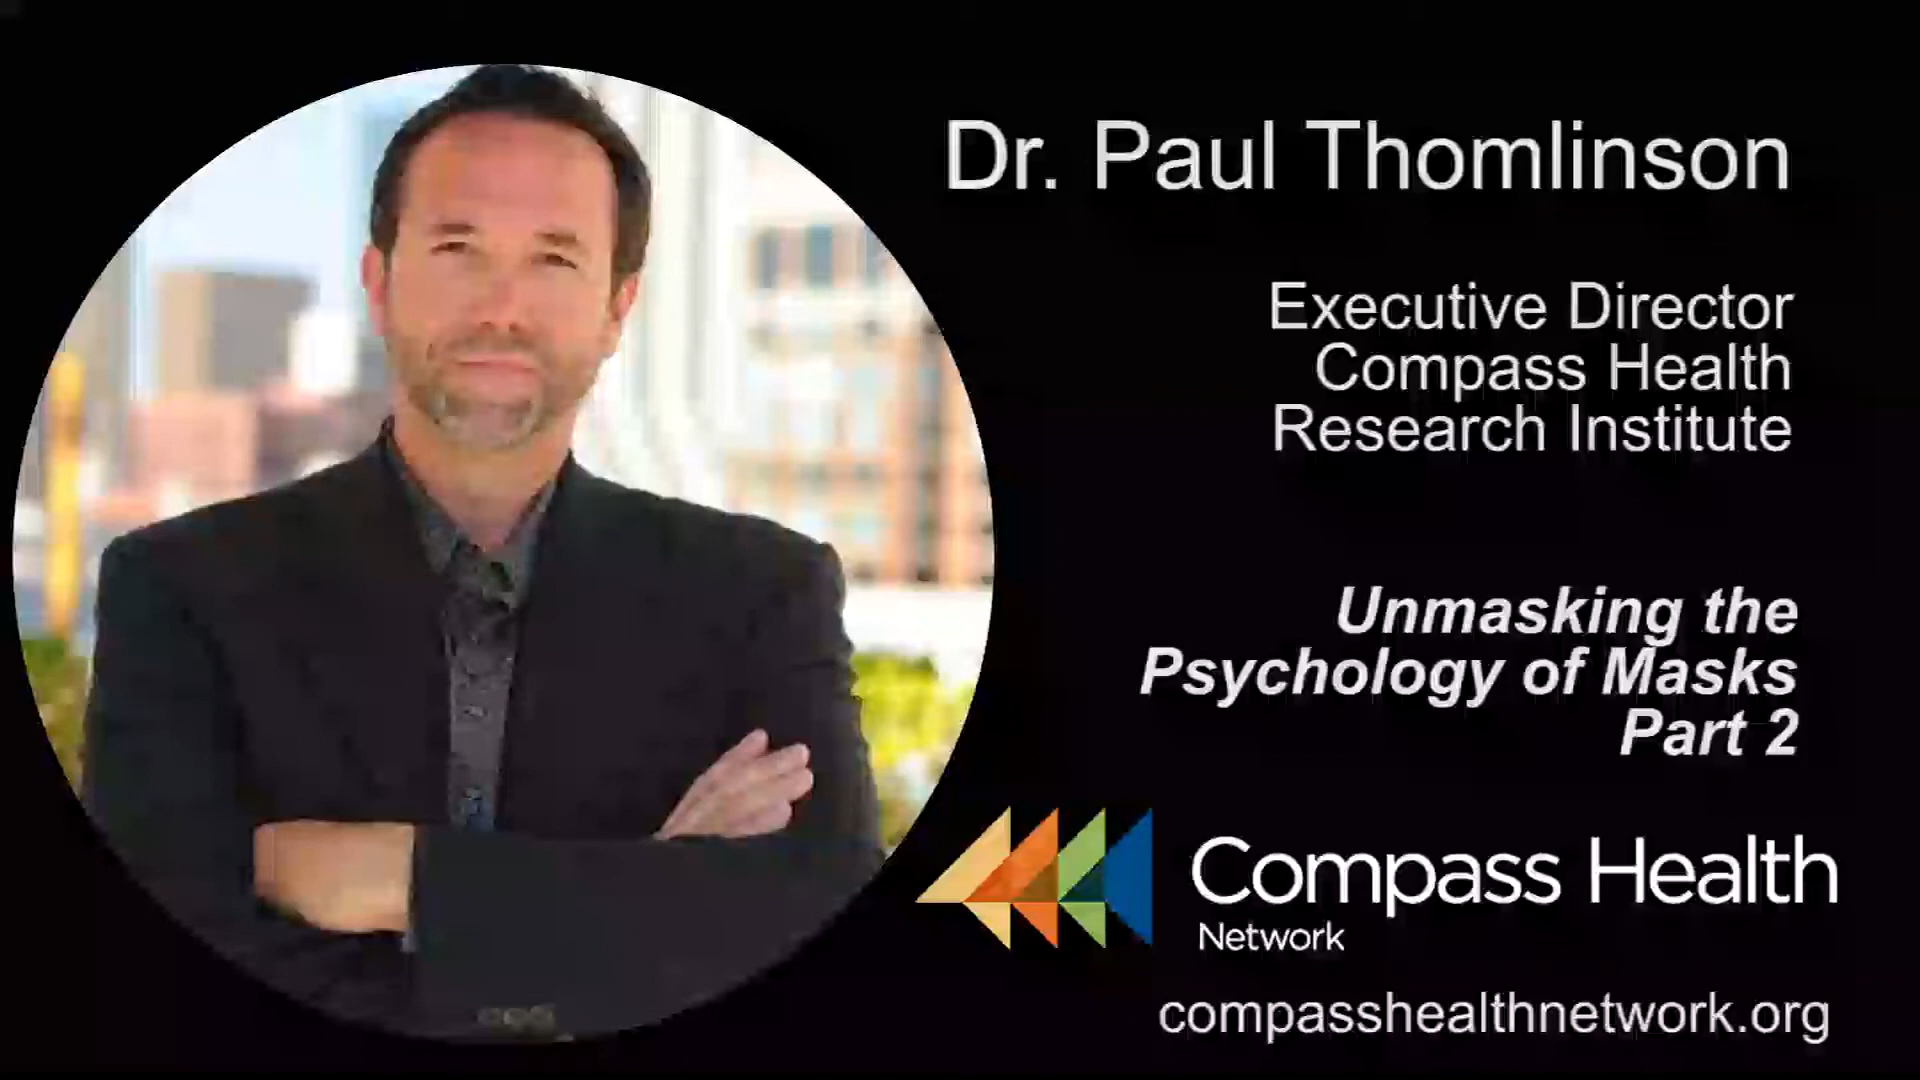 Dr. Paul Thomlinson
Executive Director
Compass Health
Research Institute
Unmasking the
Psychology of Masks
Part 2
Compass Health
Network
compasshealthnetwork.org